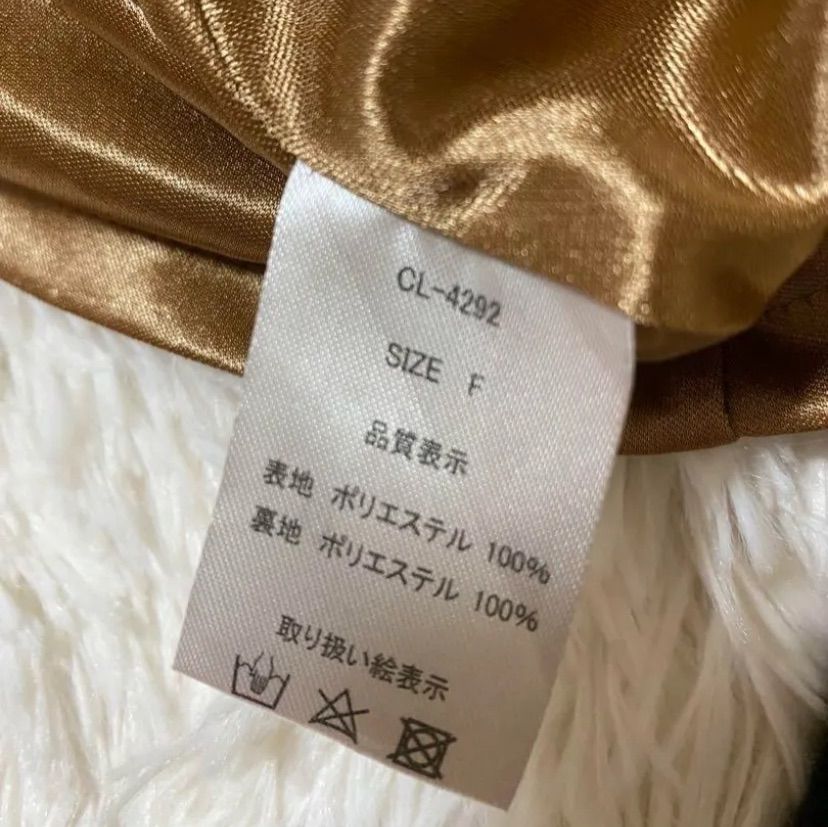 CL-4292
SIZE F
品質表示
表地 ポリエステル 100%
裏地 ポリエステル 100%
取り扱い絵表示